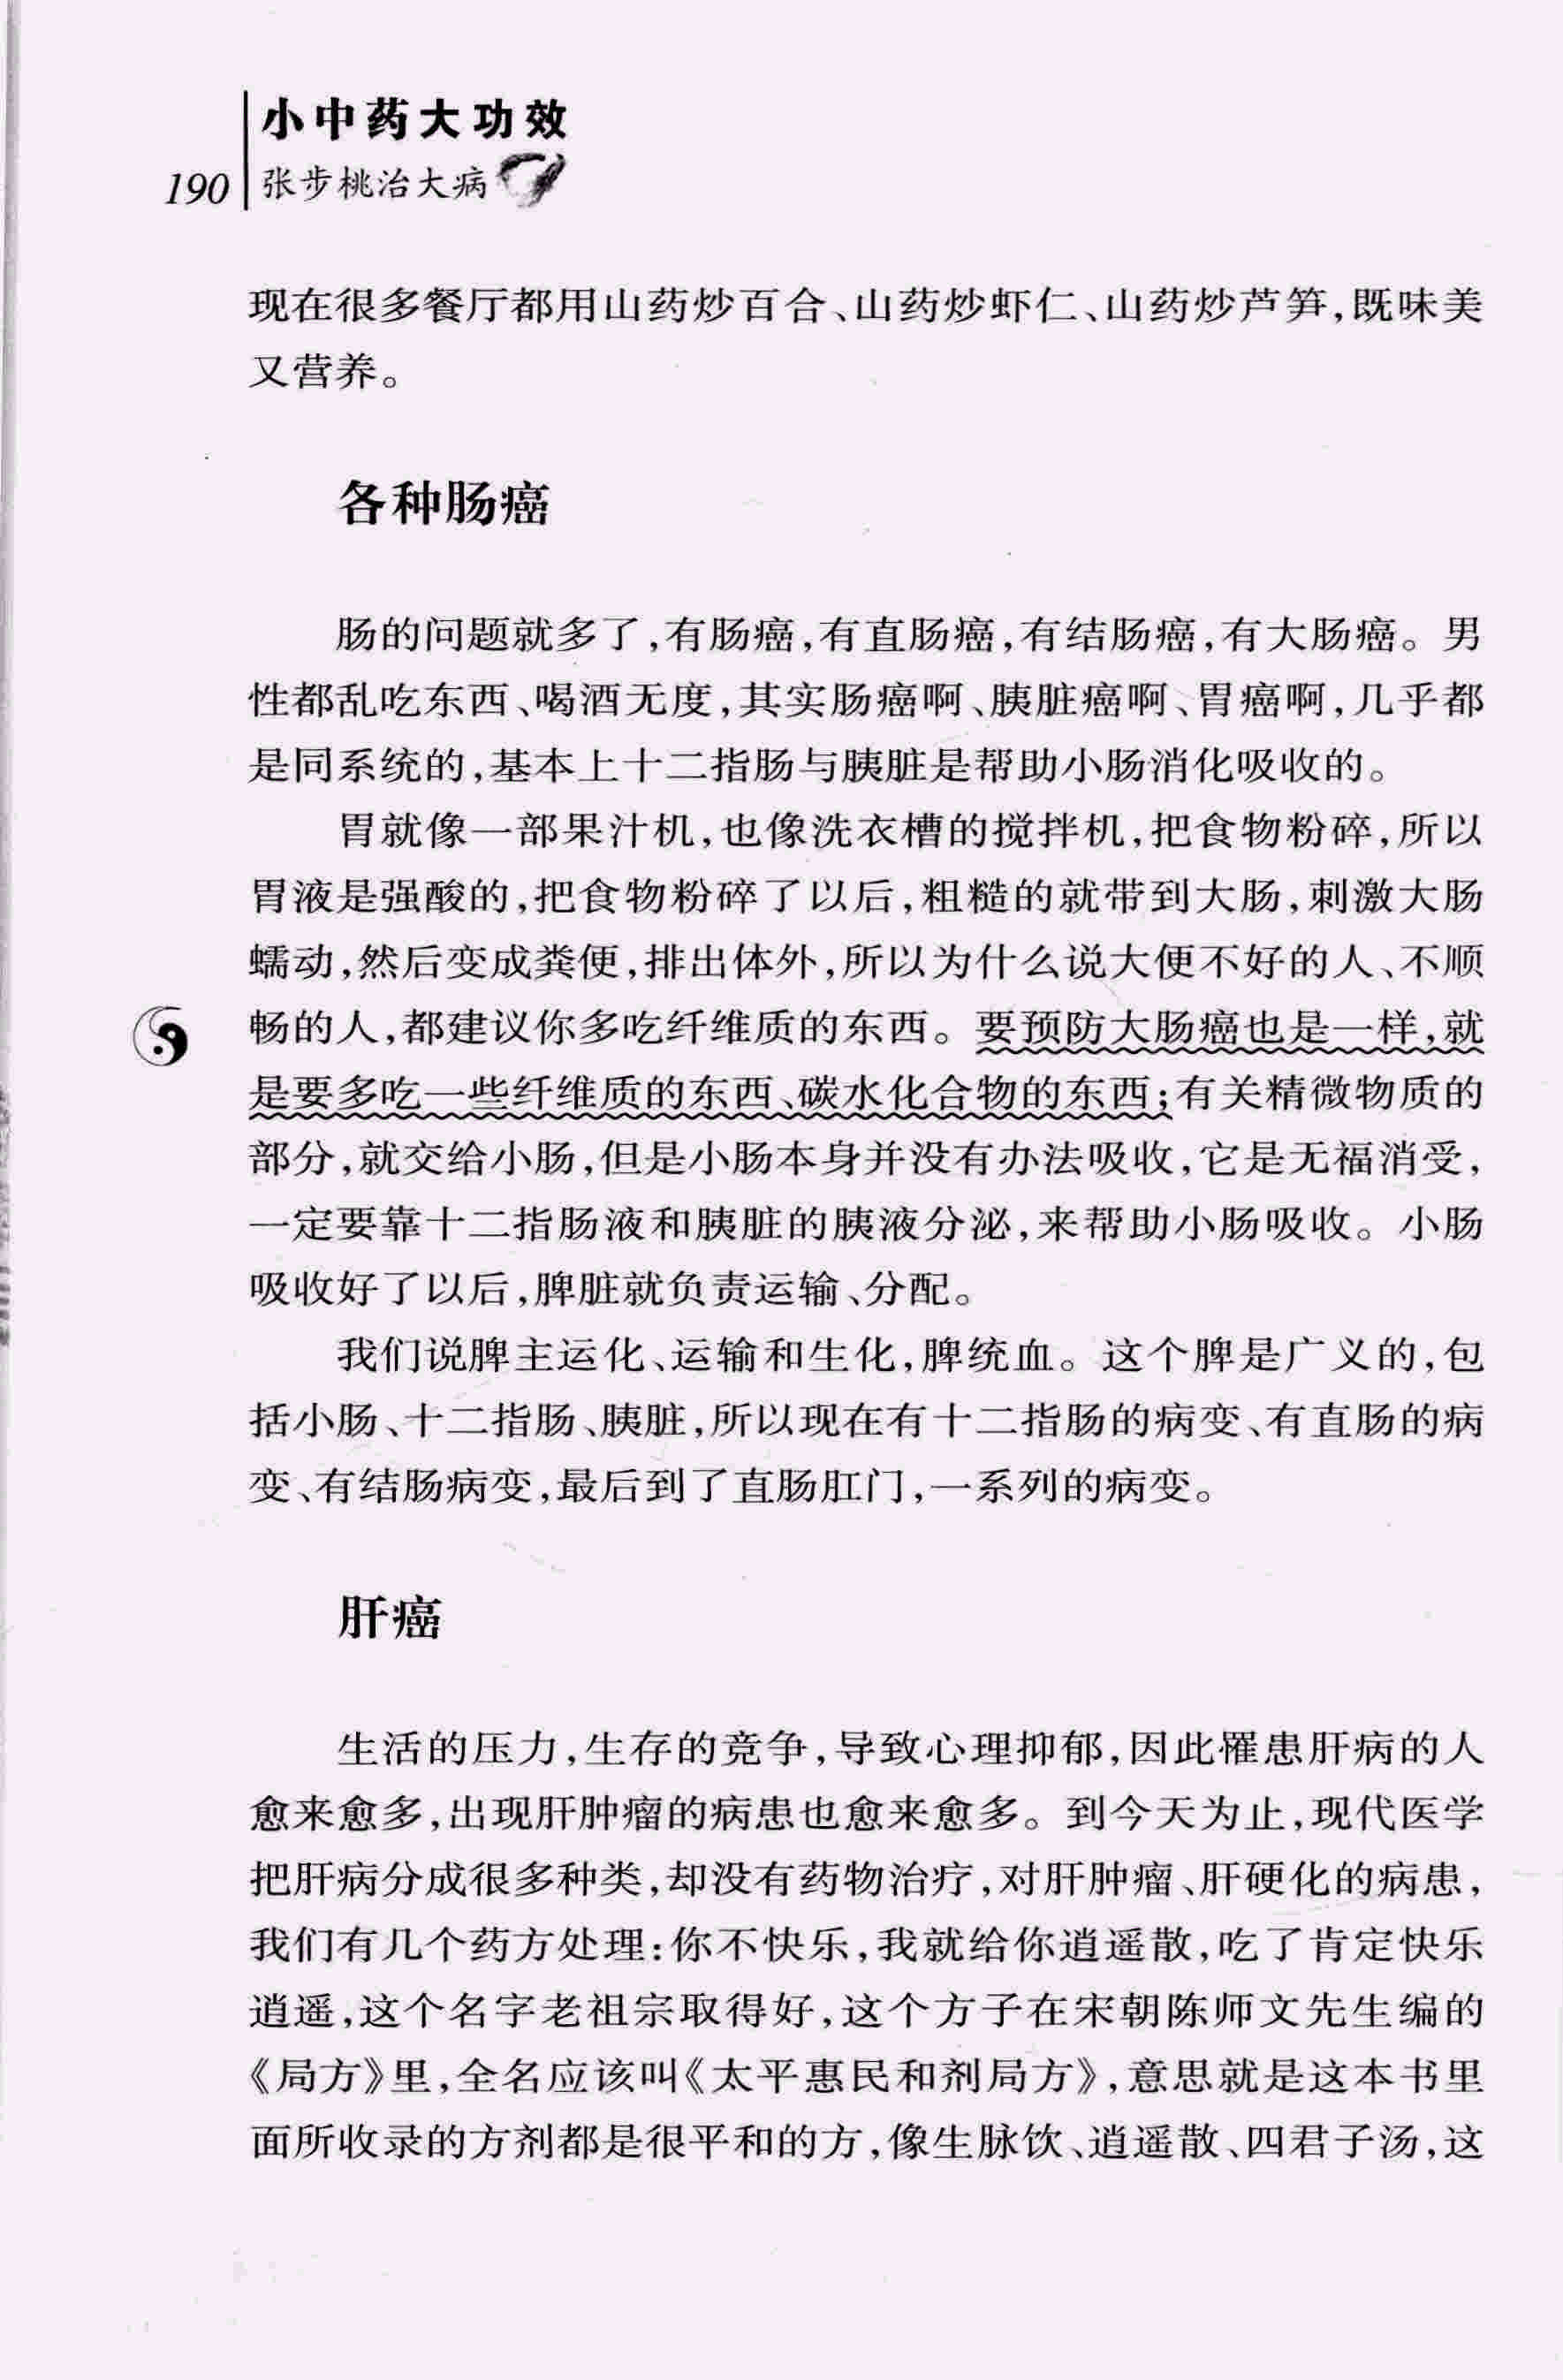 小中药大功效
190 张步桃治大病
现在很多餐厅都用山药炒百合、山药炒虾仁、山药炒芦笋,既味美
又营养。
各种肠癌
肠的问题就多了,有肠癌,有直肠癌,有结肠癌,有大肠癌。男
性都乱吃东西、喝酒无度,其实肠癌啊、胰脏癌啊、胃癌啊,几乎都
是同系统的,基本上十二指肠与胰脏是帮助小肠消化吸收的。
胃就像一部果汁机,也像洗衣槽的搅拌机,把食物粉碎,所以
胃液是强酸的,把食物粉碎了以后,粗糙的就带到大肠,刺激大肠
蠕动,然后变成粪便,排出体外,所以为什么说大便不好的人、不顺
畅的人,都建议你多吃纤维质的东西。要预防大肠癌也是一样,就
是要多吃一些纤维质的东西、碳水化合物的东西;有关精微物质的
部分,就交给小肠,但是小肠本身并没有办法吸收,它是无福消受,
一定要靠十二指肠液和胰脏的胰液分泌,来帮助小肠吸收。小肠
吸收好了以后,脾脏就负责运输、分配。
我们说脾主运化、运输和生化,脾统血。这个脾是广义的,包
括小肠、十二指肠、胰脏,所以现在有十二指肠的病变、有直肠的病
变、有结肠病变,最后到了直肠肛门,一系列的病变。
肝癌
生活的压力,生存的竞争,导致心理抑郁,因此罹患肝病的人
愈来愈多,出现肝肿瘤的病患也愈来愈多。到今天为止,现代医学
把肝病分成很多种类,却没有药物治疗,对肝肿瘤、肝硬化的病患,
我们有几个药方处理:你不快乐,我就给你逍遥散,吃了肯定快乐
逍遥,这个名字老祖宗取得好,这个方子在宋朝陈师文先生编的
《局方》里,全名应该叫《太平惠民和剂局方》,意思就是这本书里
面所收录的方剂都是很平和的方,像生脉饮、逍遥散、四君子汤,这